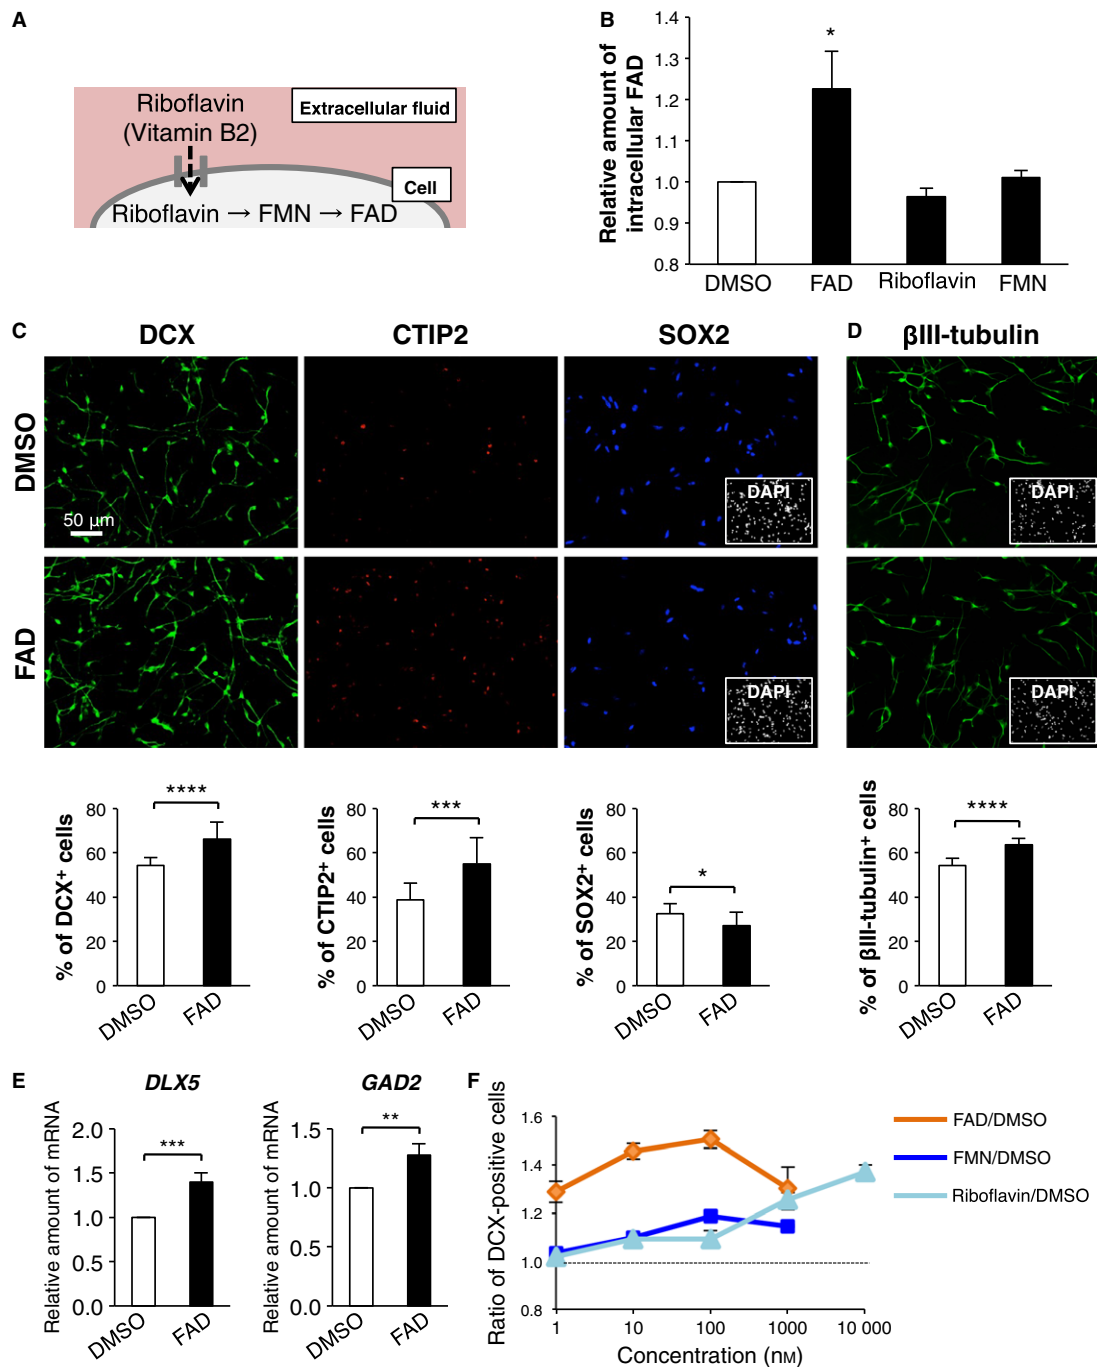 A
Riboflavin
(Vitamin B2)
Extracellular fluid
Cell
Riboflavin → FMN → FAD
B
Relative amount of
intracellular FAD
1.4
1.3
1.2
1.1
1.0
0.9
0.8
*
DMSO
FAD
Riboflavin
FMN
C
DCX
CTIP2
SOX2
D
βIII-tubulin
DMSO
50 µm
DAPI
DAPI
FAD
DAPI
DAPI
% of DCX+ cells
80
60
40
20
0
****
DMSO
FAD
% of CTIP2+ cells
80
60
40
20
0
***
DMSO
FAD
% of SOX2+ cells
80
60
40
20
0
*
DMSO
FAD
% of βIII-tubulin+ cells
80
60
40
20
0
****
DMSO
FAD
E
DLX5
Relative amount of mRNA
2.0
1.5
1.0
0.5
0.0
***
DMSO
FAD
GAD2
Relative amount of mRNA
1.5
1.0
0.5
0.0
**
DMSO
FAD
F
Ratio of DCX-positive cells
1.6
1.4
1.2
1.0
0.8
1
10
100
1000
10 000
Concentration (nM)
FAD/DMSO
FMN/DMSO
Riboflavin/DMSO